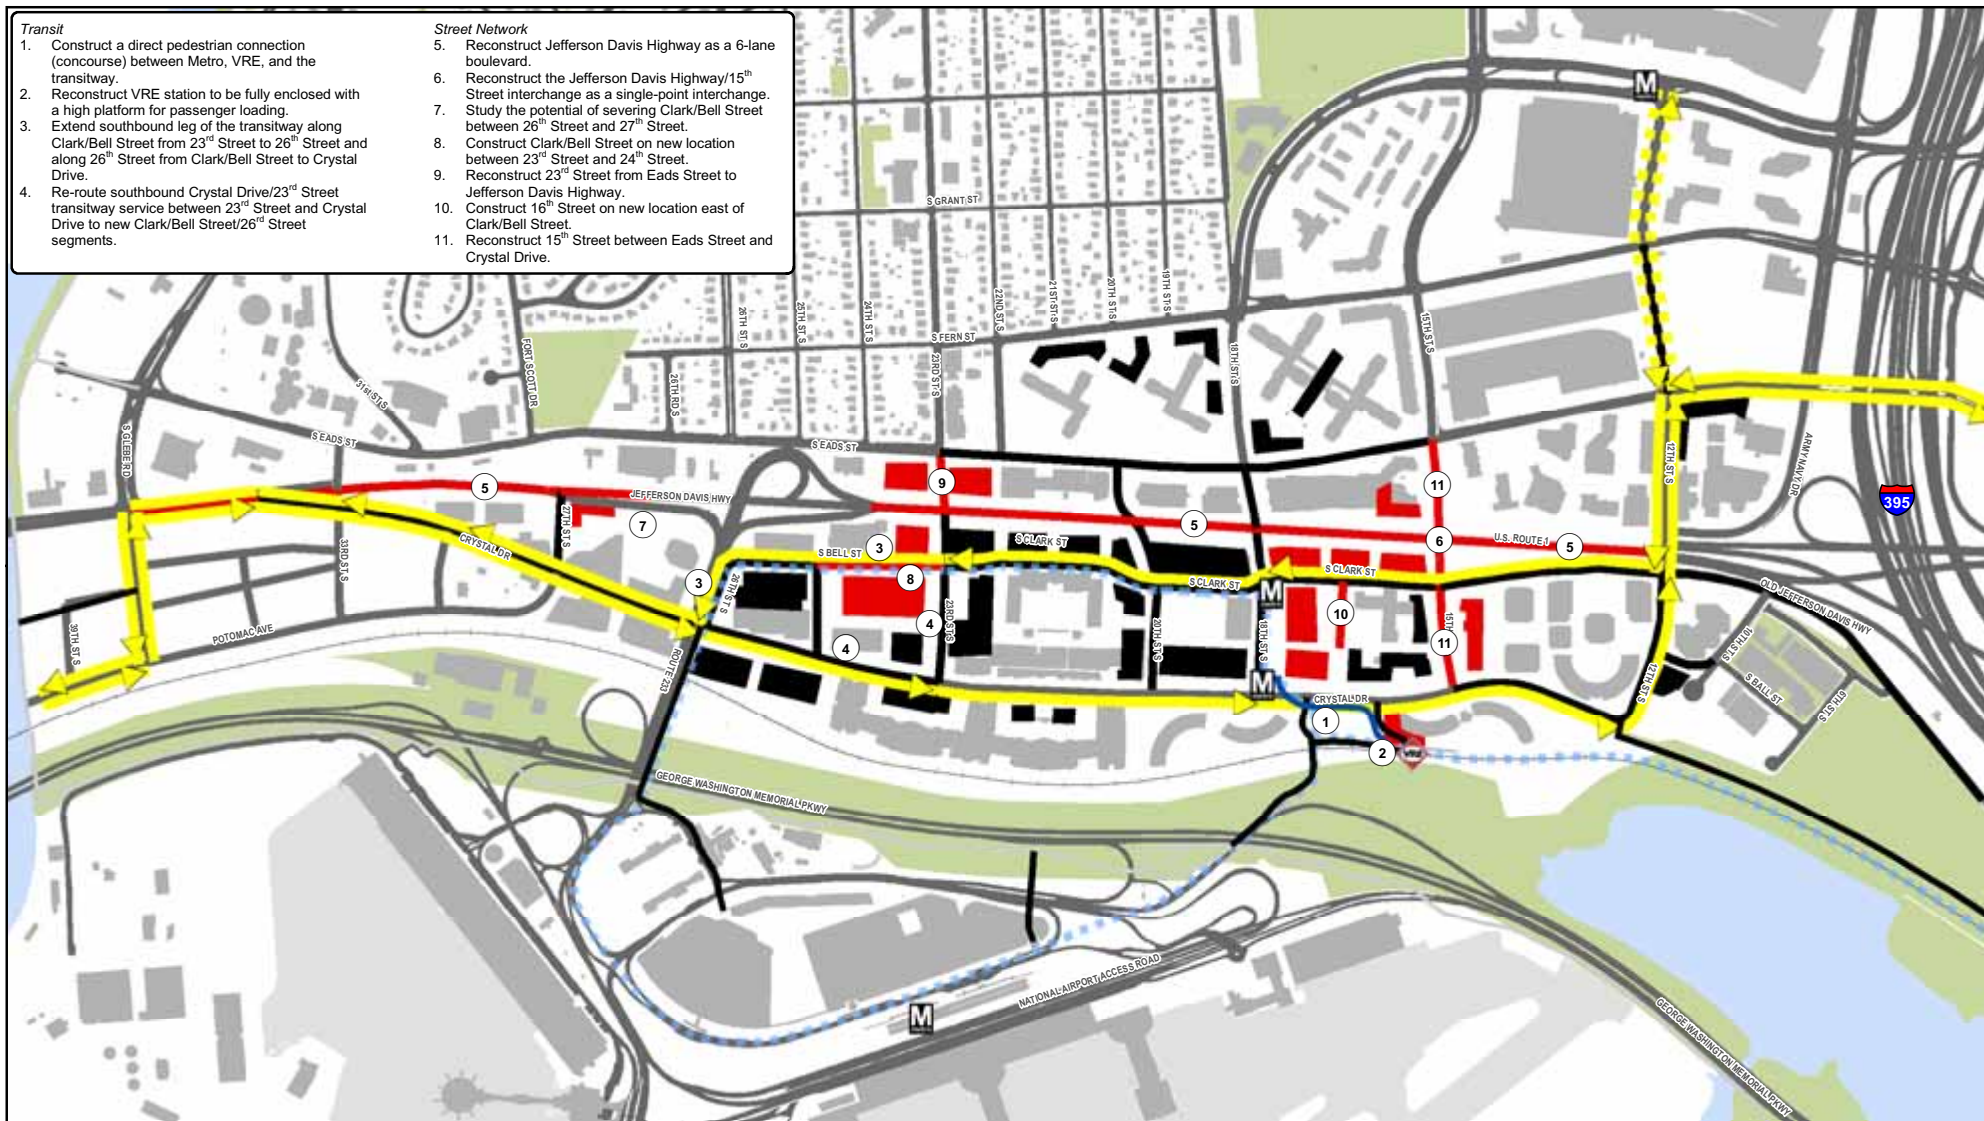 Transit
1. Construct a direct pedestrian connection
(concourse) between Metro, VRE, and the
transitway.
2. Reconstruct VRE station to be fully enclosed with
a high platform for passenger loading.
3. Extend southbound leg of the transitway along
Clark/Bell Street from 23rd Street to 26th Street and
along 26th Street from Clark/Bell Street to Crystal
Drive.
4. Re-route southbound Crystal Drive/23rd Street
transitway service between 23rd Street and Crystal
Drive to new Clark/Bell Street/26rd Street
segments.
Street Network
5. Reconstruct Jefferson Davis Highway as a 6-lane
boulevard.
6. Reconstruct the Jefferson Davis Highway/15th
Street interchange as a single-point interchange.
7. Study the potential of severing Clark/Bell Street
between 26th Street and 27th Street.
8. Construct Clark/Bell Street on new location
between 23rd Street and 24th Street.
9. Reconstruct 23rd Street from Eads Street to
Jefferson Davis Highway.
10. Construct 16th Street on new location east of
Clark/Bell Street.
11. Reconstruct 15th Street between Eads Street and
Crystal Drive.
M
S GRANT ST
26TH ST S
25TH ST S
24TH ST S
22ND ST S
21ST ST S
20TH ST S
19TH ST S
S FERN ST
23RD ST S
18TH ST S
15TH ST S
FORT SCOTT DR
26TH RD S
31st ST S
S GLEBE RD
S EADS ST
S EADS ST
12TH ST S
ARMY NAVY DR
395
5
JEFFERSON DAVIS HWY
7
27TH ST S
33RD ST S
CRYSTAL DR
9
5
11
6
U.S. ROUTE 1
5
S BELL ST
3
S CLARK ST
8
3
26TH ST S
S CLARK ST
S CLARK ST
M
10
15TH
11
OLD JEFFERSON DAVIS HWY
10TH ST S
S BALL ST
6TH ST S
12TH ST S
39TH ST S
POTOMAC AVE
ROUTE 233
4
4
23RD ST S
20TH ST S
18TH ST S
M
CRYSTAL DR
1
2
VRE
GEORGE WASHINGTON MEMORIAL PKWY
NATIONAL AIRPORT ACCESS ROAD
M
GEORGE WASHINGTON MEMORIAL PKWY